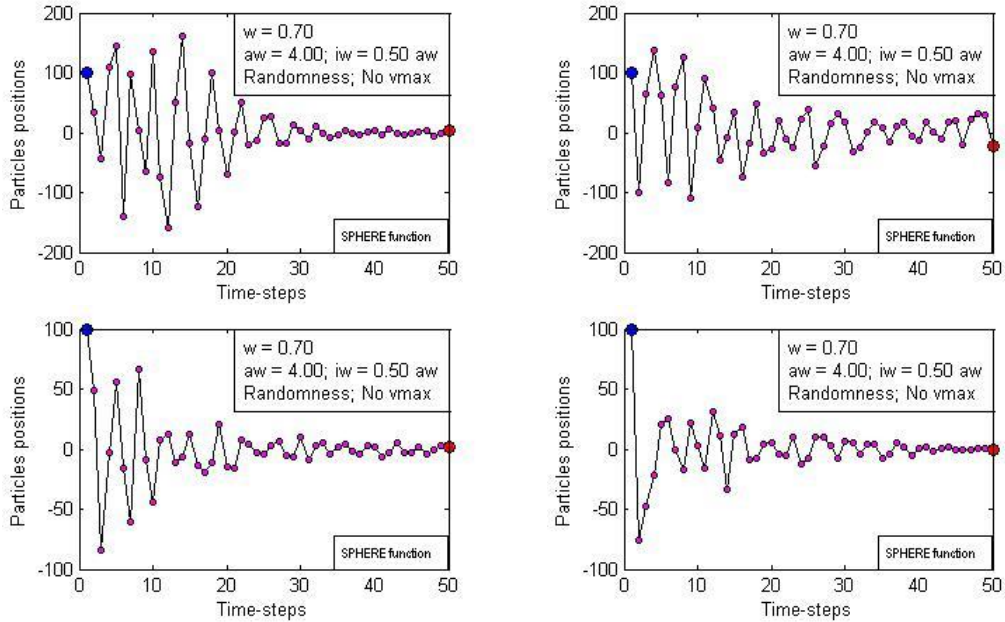 200
100
0
-100
-200
Particles positions
w = 0.70
aw = 4.00; iw = 0.50 aw
Randomness; No vmax
SPHERE function
0 10 20 30 40 50
Time-steps
200
100
0
-100
-200
Particles positions
w = 0.70
aw = 4.00; iw = 0.50 aw
Randomness; No vmax
SPHERE function
0 10 20 30 40 50
Time-steps
100
50
0
-50
-100
Particles positions
w = 0.70
aw = 4.00; iw = 0.50 aw
Randomness; No vmax
SPHERE function
0 10 20 30 40 50
Time-steps
100
50
0
-50
-100
Particles positions
w = 0.70
aw = 4.00; iw = 0.50 aw
Randomness; No vmax
SPHERE function
0 10 20 30 40 50
Time-steps